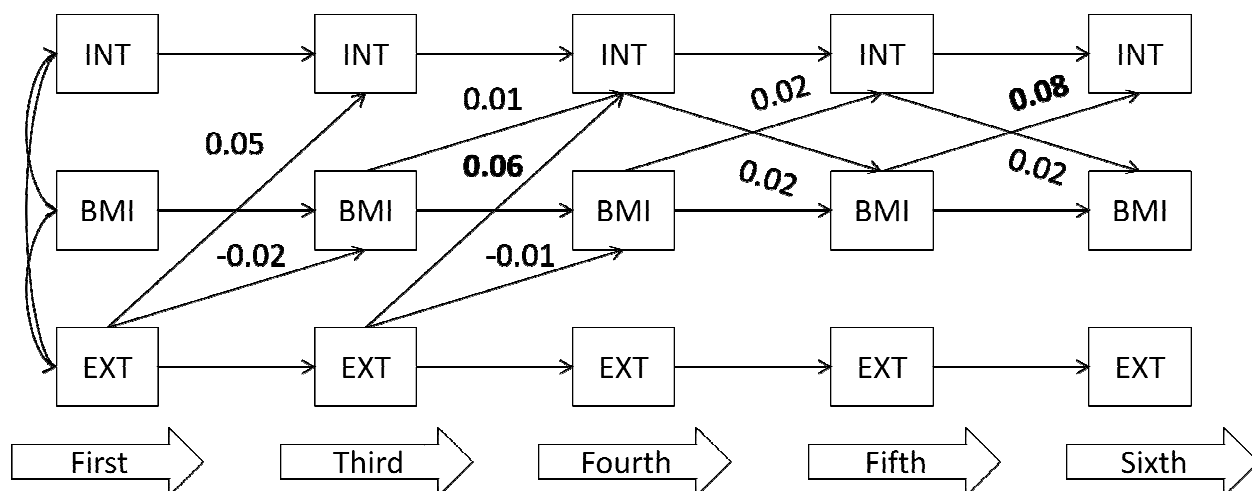 INT INT INT INT INT
0.01 0.02 0.08
0.05
0.06 0.02 0.02
BMI BMI BMI BMI BMI
-0.02 -0.01
EXT EXT EXT EXT EXT
First Third Fourth Fifth Sixth